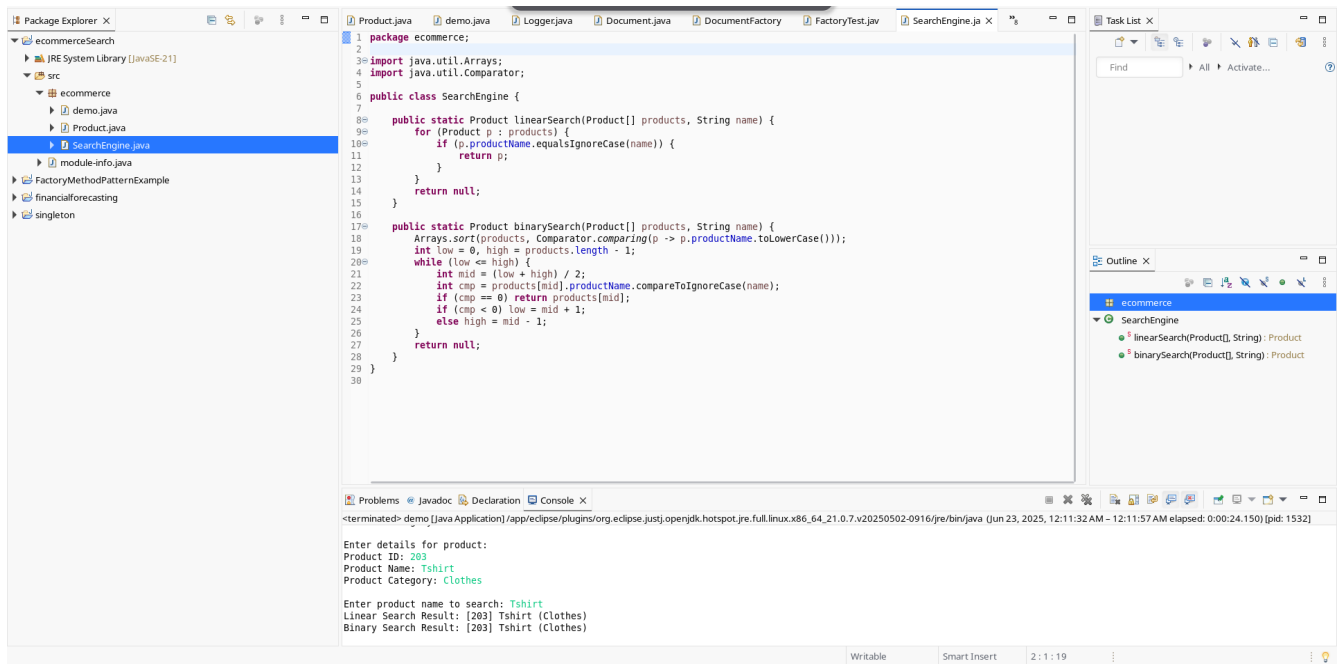 Package Explorer
ecommerceSearch
JRE System Library [JavaSE-21]
src
ecommerce
demo.java
Product.java
SearchEngine.java
module-info.java
FactoryMethodPatternExample
financialforecasting
singleton
Product.java demo.java Logger.java Document.java DocumentFactory FactoryTest.jav SearchEngine.ja 8
1 package ecommerce;
2
3 import java.util.Arrays;
4 import java.util.Comparator;
5
6 public class SearchEngine {
7
8 public static Product linearSearch(Product[] products, String name) {
9 for (Product p : products) {
10 if (p.productName.equalsIgnoreCase(name)) {
11 return p;
12 }
13 }
14 return null;
15 }
16
17 public static Product binarySearch(Product[] products, String name) {
18 Arrays.sort(products, Comparator.comparing(p -> p.productName.toLowerCase()));
19 int low = 0, high = products.length - 1;
20 while (low <= high) {
21 int mid = (low + high) / 2;
22 int cmp = products[mid].productName.compareToIgnoreCase(name);
23 if (cmp == 0) return products[mid];
24 if (cmp < 0) low = mid + 1;
25 else high = mid - 1;
26 }
27 return null;
28 }
29 }
30
Task List
Find All Activate...
Outline
ecommerce
SearchEngine
linearSearch(Product[], String) : Product
binarySearch(Product[], String) : Product
Problems Javadoc Declaration Console
<terminated> demo [Java Application] /app/eclipse/plugins/org.eclipse.justj.openjdk.hotspot.jre.full.linux.x86_64_21.0.7.v20250502-0916/jre/bin/java (Jun 23, 2025, 12:11:32 AM – 12:11:57 AM elapsed: 0:00:24.150) [pid: 1532]
Enter details for product:
Product ID: 203
Product Name: Tshirt
Product Category: Clothes
Enter product name to search: Tshirt
Linear Search Result: [203] Tshirt (Clothes)
Binary Search Result: [203] Tshirt (Clothes)
Writable Smart Insert 2 : 1 : 19